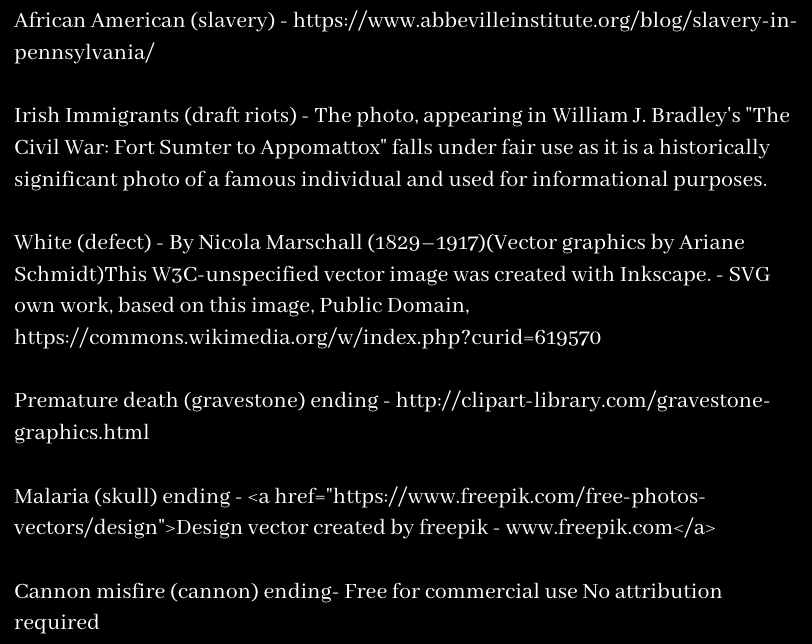 African American (slavery) - https://www.abbevilleinstitute.org/blog/slavery-in-
pennsylvania/
Irish Immigrants (draft riots) - The photo, appearing in William J. Bradley's "The
Civil War: Fort Sumter to Appomattox" falls under fair use as it is a historically
significant photo of a famous individual and used for informational purposes.
White (defect) - By Nicola Marschall (1829–1917)(Vector graphics by Ariane
Schmidt)This W3C-unspecified vector image was created with Inkscape. - SVG
own work, based on this image, Public Domain,
https://commons.wikimedia.org/w/index.php?curid=619570
Premature death (gravestone) ending - http://clipart-library.com/gravestone-
graphics.html
Malaria (skull) ending - <a href="https://www.freepik.com/free-photos-
vectors/design">Design vector created by freepik - www.freepik.com</a>
Cannon misfire (cannon) ending- Free for commercial use No attribution
required